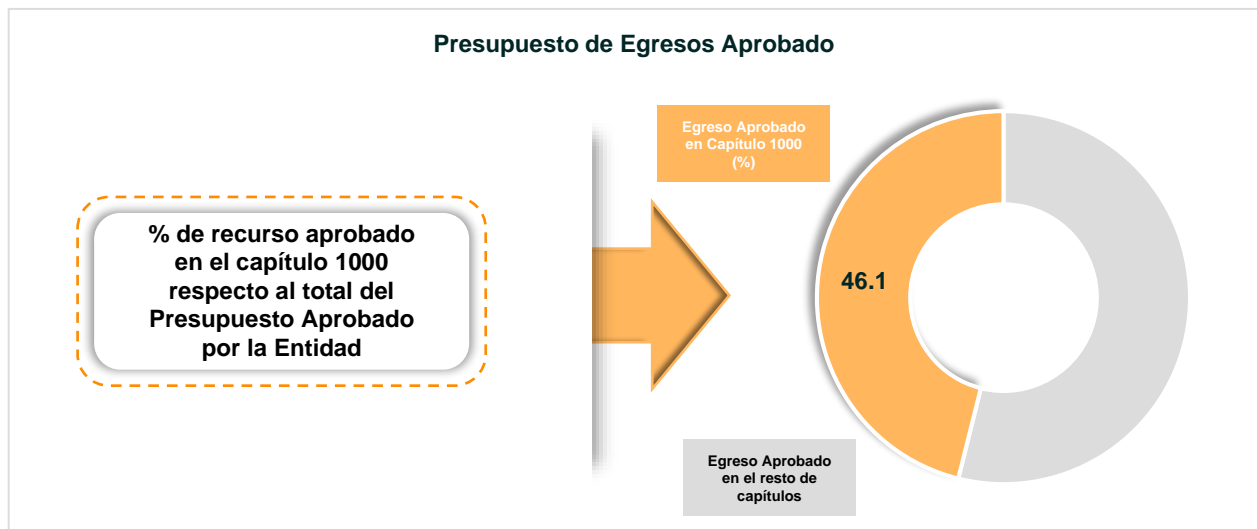 Presupuesto de Egresos Aprobado
% de recurso aprobado
en el capítulo 1000
respecto al total del
Presupuesto Aprobado
por la Entidad
Egreso Aprobado
en Capítulo 1000
(%)
46.1
Egreso Aprobado
en el resto de
capítulos